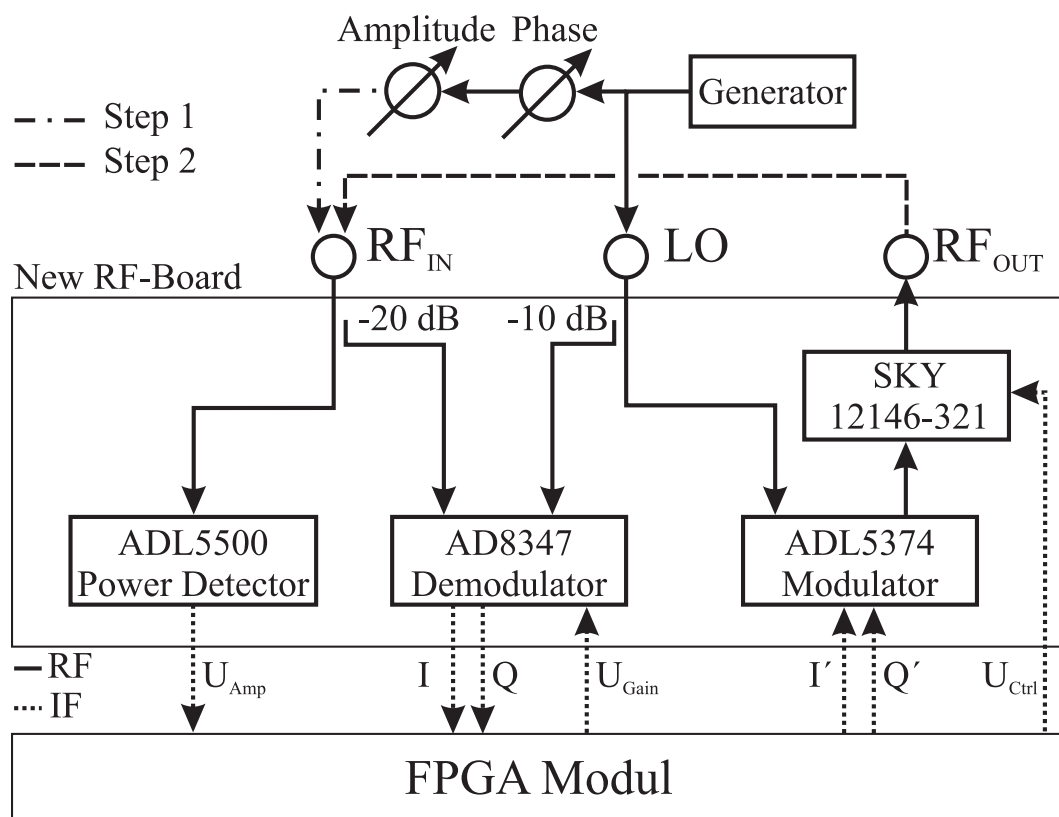 Amplitude Phase
Generator
Step 1
Step 2
RF_IN
LO
RF_OUT
New RF-Board
-20 dB
-10 dB
SKY
12146-321
ADL5500
Power Detector
AD8347
Demodulator
ADL5374
Modulator
RF
IF
U_Amp
I
Q
U_Gain
I´
Q´
U_Ctrl
FPGA Modul